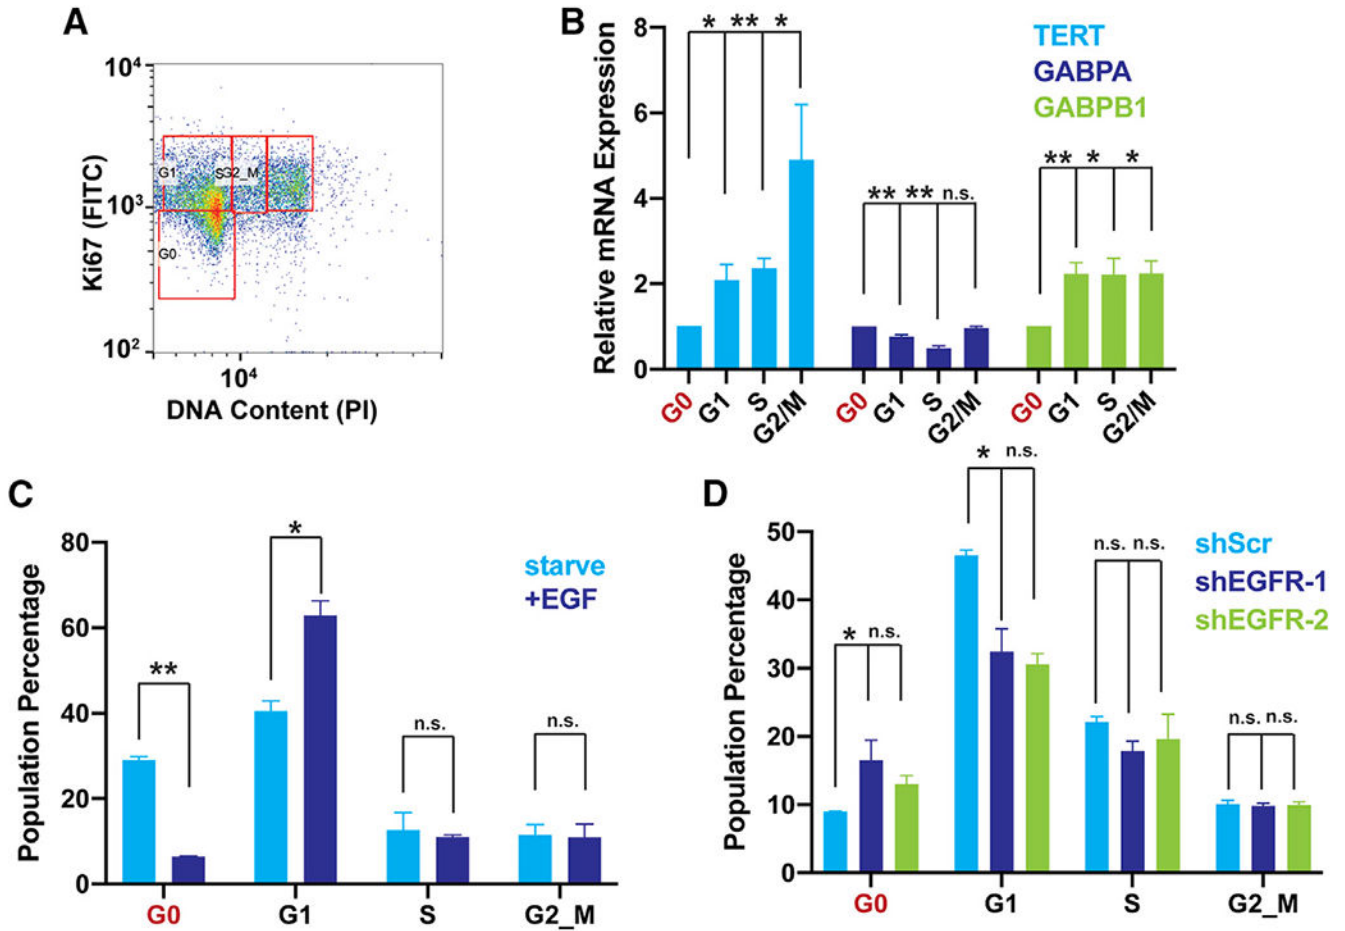 A
10⁴
10³
10²
Ki67 (FITC)
G1
S
G2_M
G0
10⁴
DNA Content (PI)
B
Relative mRNA Expression
8
6
4
2
0
* ** *
** ** n.s.
** * *
TERT
GABPA
GABPB1
G0 G1 S G2/M G0 G1 S G2/M G0 G1 S G2/M
C
Population Percentage
80
60
40
20
0
**
*
n.s.
n.s.
starve
+EGF
G0 G1 S G2_M
D
Population Percentage
50
40
30
20
10
0
* n.s.
* n.s.
n.s. n.s.
n.s. n.s.
shScr
shEGFR-1
shEGFR-2
G0 G1 S G2_M